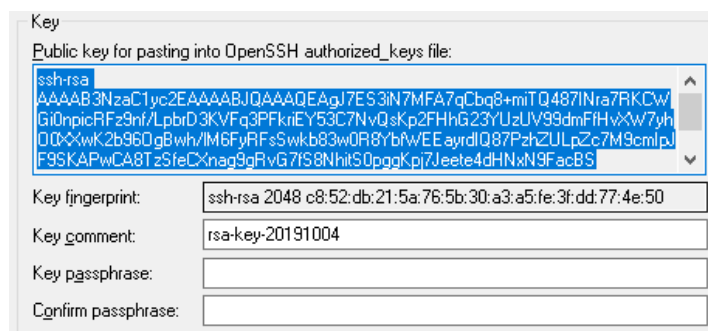 Key
Public key for pasting into OpenSSH authorized_keys file:
ssh-rsa
AAAAB3NzaC1yc2EAAAABJQAAAQEAgJ7ES3iN7MFA7qCbq8+miTQ487INra7RKCWl
Gi0npicRFz9nf/LpbrD3KVFq3PFkriEY53C7NvQsKp2FHhG23YUzUV99dmFfHvXW7yh
O0XXwK2b96OgBwh/IM6FyRFsSwkb83w0R8YbfWEEayrdIQ87PzhZULpZc7M9cmIpJ
F9SKAPwCA8TzSfeCXnag9gRvG7fS8NhitS0pggKpj7Jeete4dHNxN9FacBS
Key fingerprint:
ssh-rsa 2048 c8:52:db:21:5a:76:5b:30:a3:a5:fe:3f:dd:77:4e:50
Key comment:
rsa-key-20191004
Key passphrase:
Confirm passphrase: